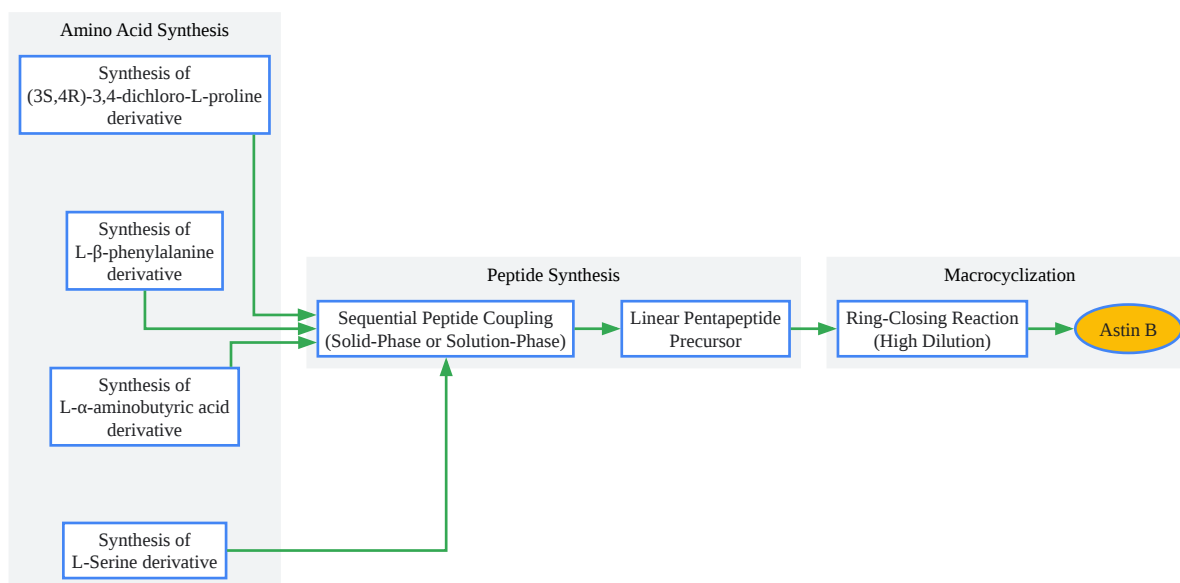 Amino Acid Synthesis
Synthesis of
(3S,4R)-3,4-dichloro-L-proline
derivative
Synthesis of
L-β-phenylalanine
derivative
Synthesis of
L-α-aminobutyric acid
derivative
Synthesis of
L-Serine derivative
Peptide Synthesis
Sequential Peptide Coupling
(Solid-Phase or Solution-Phase)
Linear Pentapeptide
Precursor
Macrocyclization
Ring-Closing Reaction
(High Dilution)
Astin B